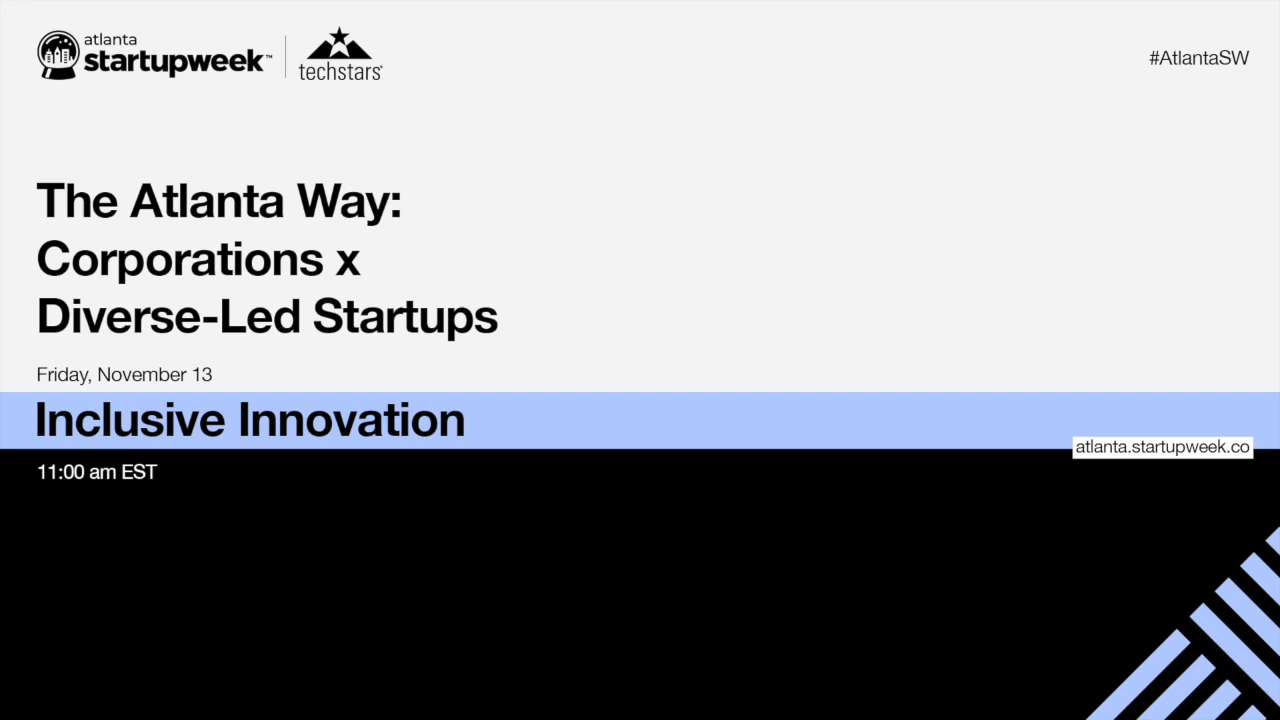 atlanta
startupweek™
techstars®
#AtlantaSW
The Atlanta Way:
Corporations x
Diverse-Led Startups
Friday, November 13
Inclusive Innovation
atlanta.startupweek.co
11:00 am EST